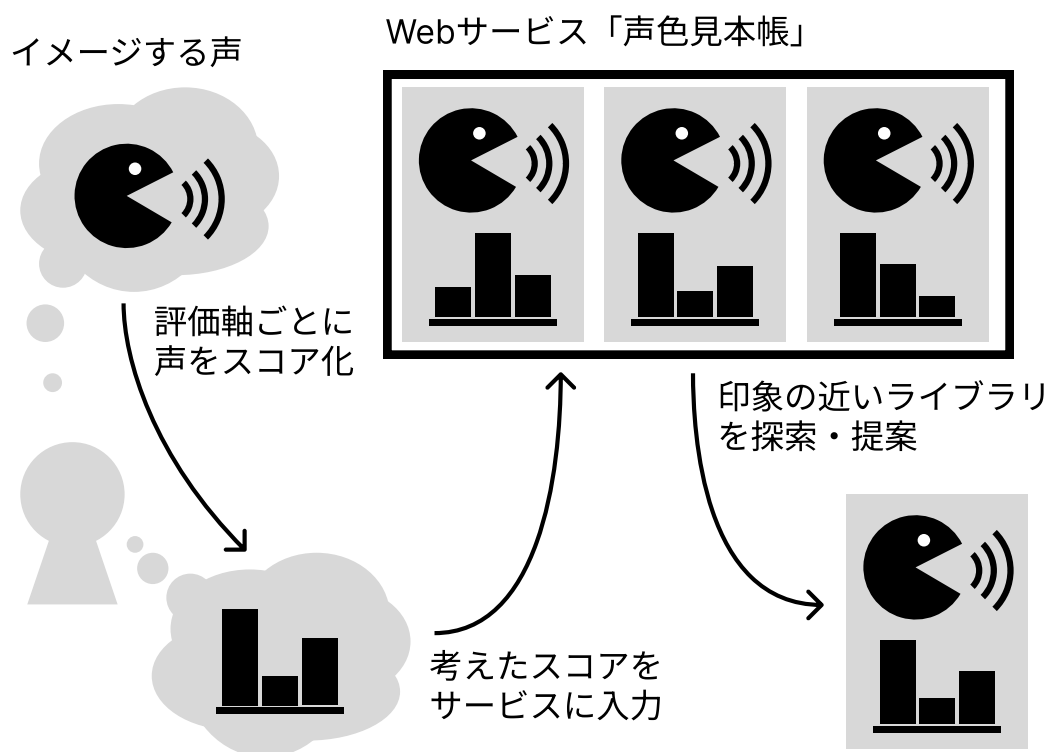 イメージする声
Webサービス「声色見本帳」
評価軸ごとに
声をスコア化
印象の近いライブラリ
を探索・提案
考えたスコアを
サービスに入力